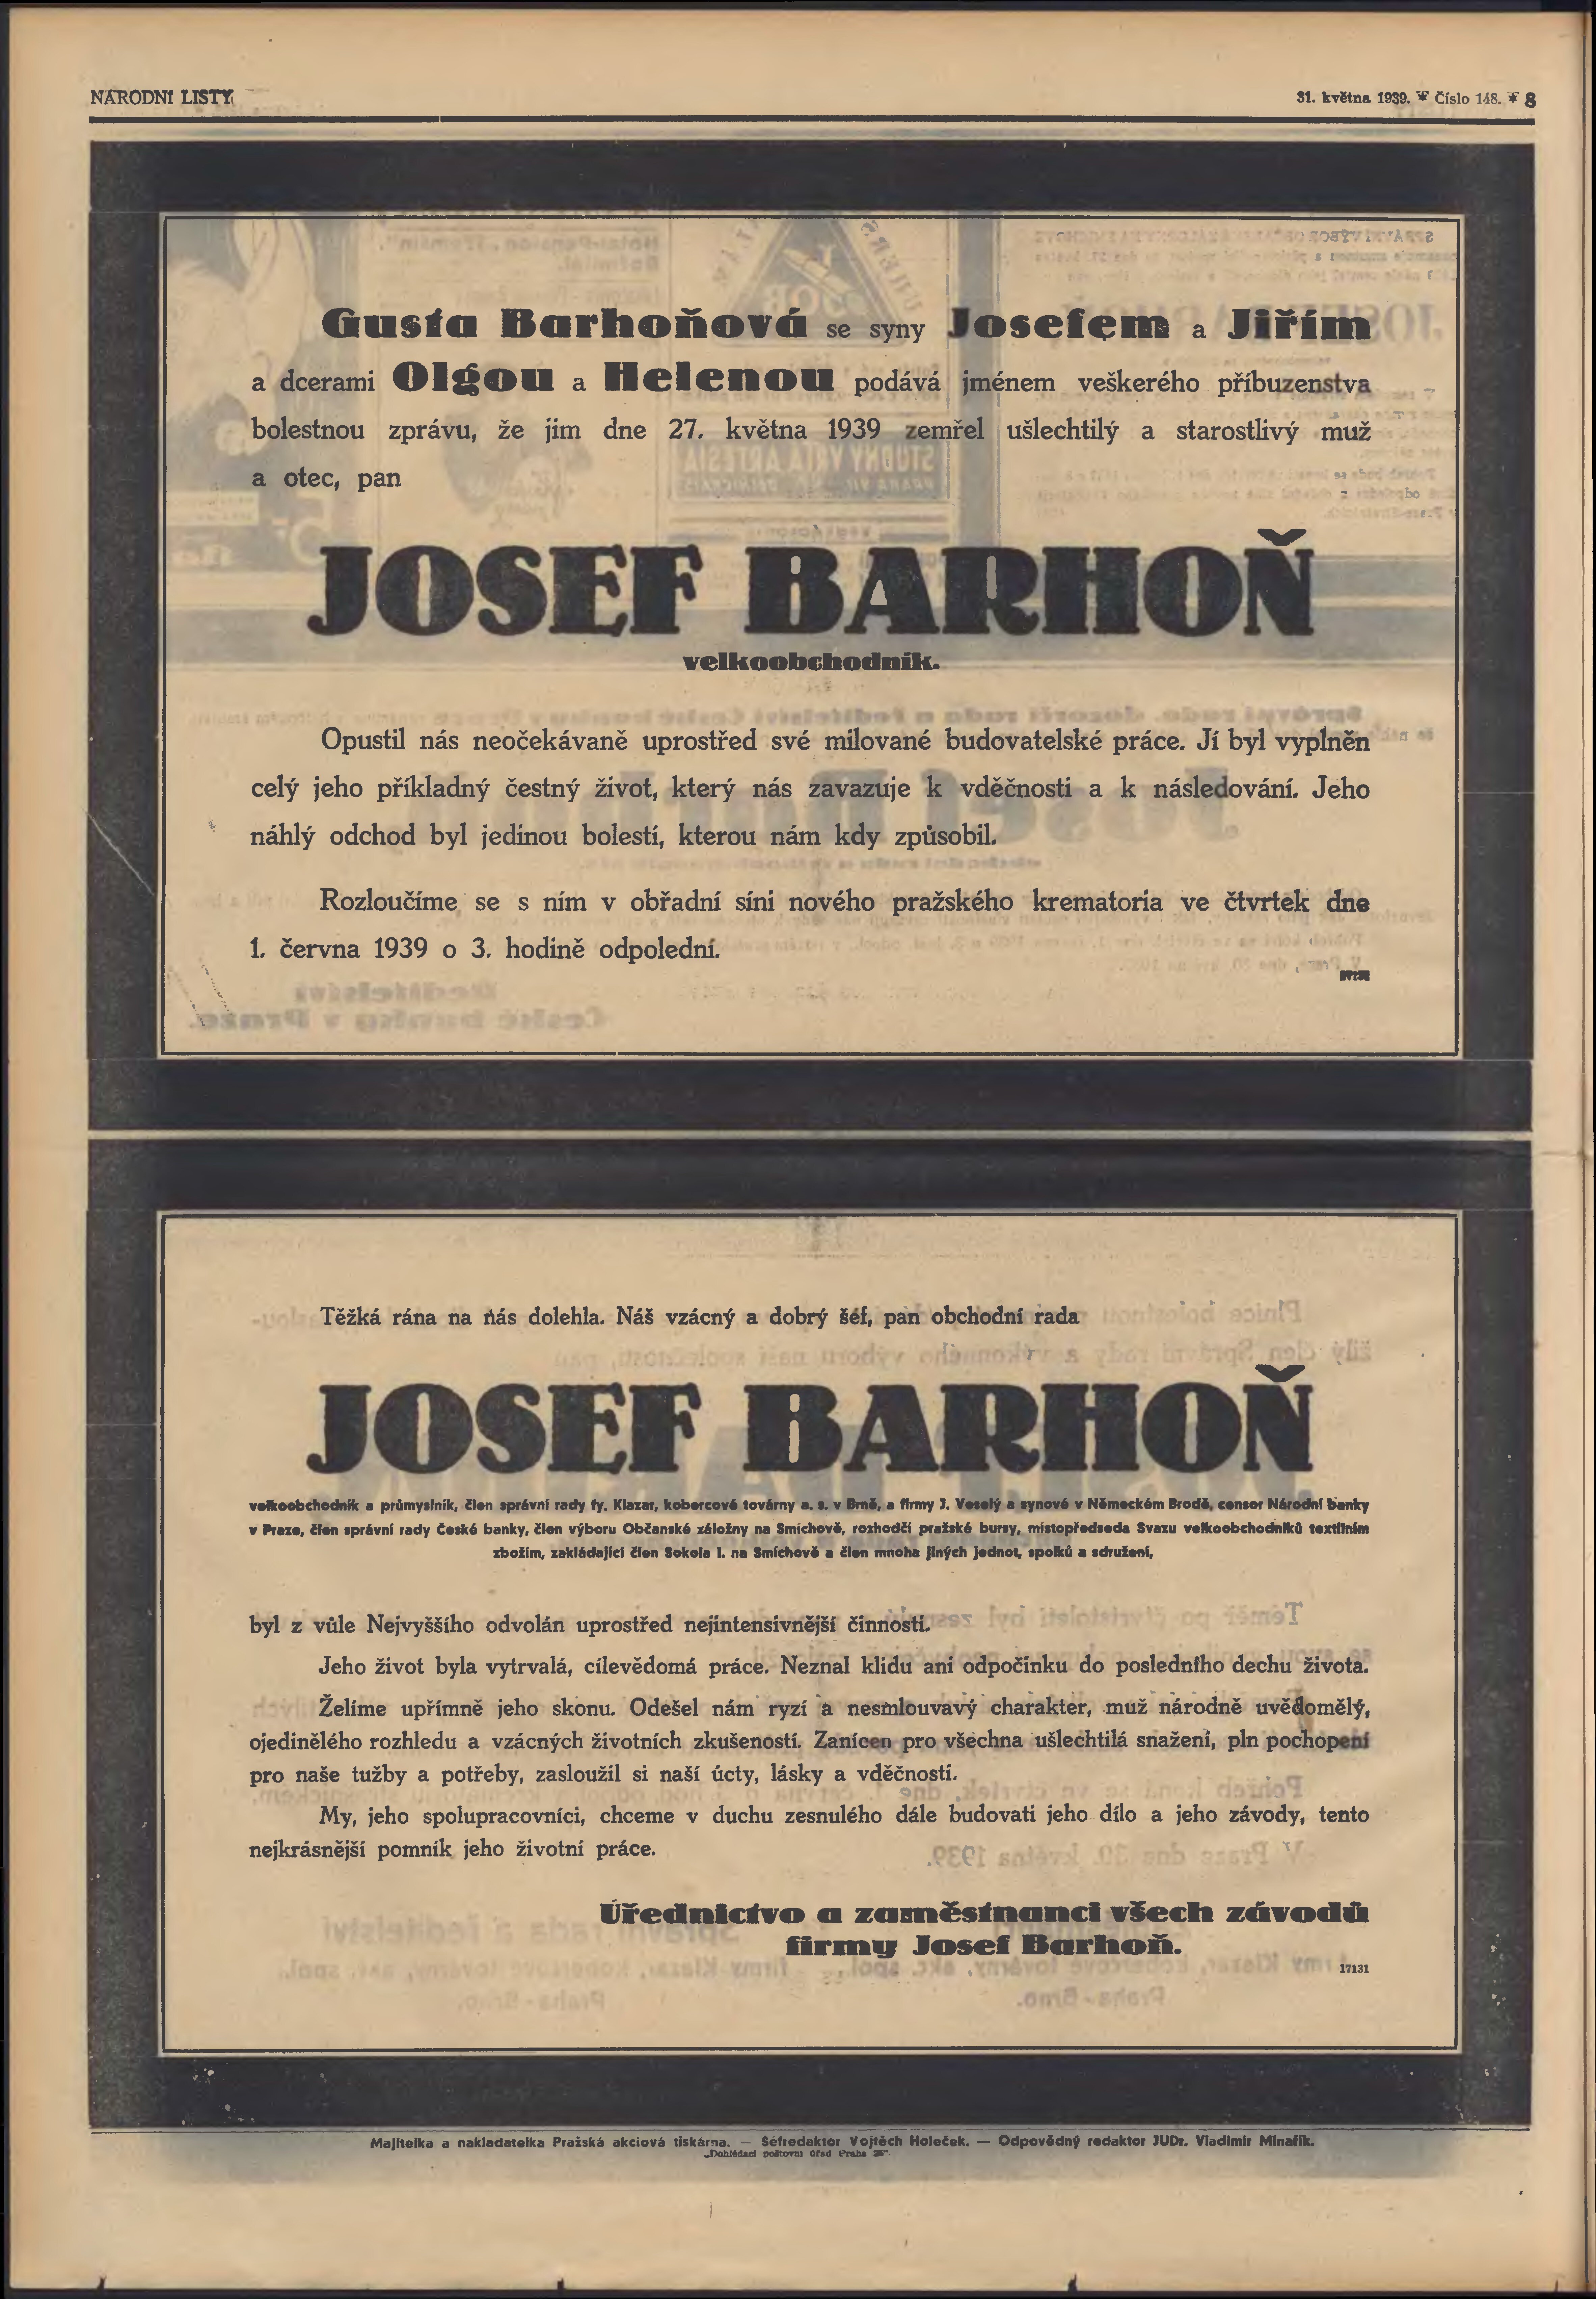 NÁRODNÍ LISTY
31. května 1939. * Číslo 148. * 8
Gusta Barhoňová se syny Josefem a Jiřím
a dcerami Olgou a Helenou podává jménem veškerého příbuzenstva
bolestnou zprávu, že jim dne 27. května 1939 zemřel ušlechtilý a starostlivý muž
a otec, pan
JOSEF BARHOŇ
velkoobchodník.
Opustil nás neočekávaně uprostřed své milované budovatelské práce. Jí byl vyplněn
celý jeho příkladný čestný život, který nás zavazuje k vděčnosti a k následování. Jeho
náhlý odchod byl jedinou bolestí, kterou nám kdy způsobil.
Rozloučíme se s ním v obřadní síni nového pražského krematoria ve čtvrtek dne
1. června 1939 o 3. hodině odpolední.
Těžká rána na nás dolehla. Náš vzácný a dobrý šéf, pan obchodní rada
JOSEF BARHOŇ
velkoobchodník a průmyslník, člen správní rady fy. Klazar, kobercové továrny a. s. v Brně, a firmy J. Veselý a synové v Německém Brodě, censor Národní banky
v Praze, člen správní rady České banky, člen výboru Občanské záložny na Smíchově, rozhodčí pražské bursy, místopředseda Svazu velkoobchodníků textilním
zbožím, zakládající člen Sokola I. na Smíchově a člen mnoha jiných jednot, spolků a sdružení,
byl z vůle Nejvyššího odvolán uprostřed nejintensivnější činnosti.
Jeho život byla vytrvalá, cílevědomá práce. Neznal klidu ani odpočinku do posledního dechu života.
Želíme upřímně jeho skonu. Odešel nám ryzí a nesmlouvavý charakter, muž národně uvědomělý,
ojedinělého rozhledu a vzácných životních zkušeností. Zanícen pro všechna ušlechtilá snažení, pln pochopení
pro naše tužby a potřeby, zasloužil si naší úcty, lásky a vděčnosti.
My, jeho spolupracovníci, chceme v duchu zesnulého dále budovati jeho dílo a jeho závody, tento
nejkrásnější pomník jeho životní práce.
Úřednictvo a zaměstnanci všech závodů
firmy Josef Barhoň.
17131
Majitelka a nakladatelka Pražská akciová tiskárna. — Šéfredaktor Vojtěch Holeček. — Odpovědný redaktor JUDr. Vladimír Minařík.
„Dohlédací poštovní úřad Praha 25“